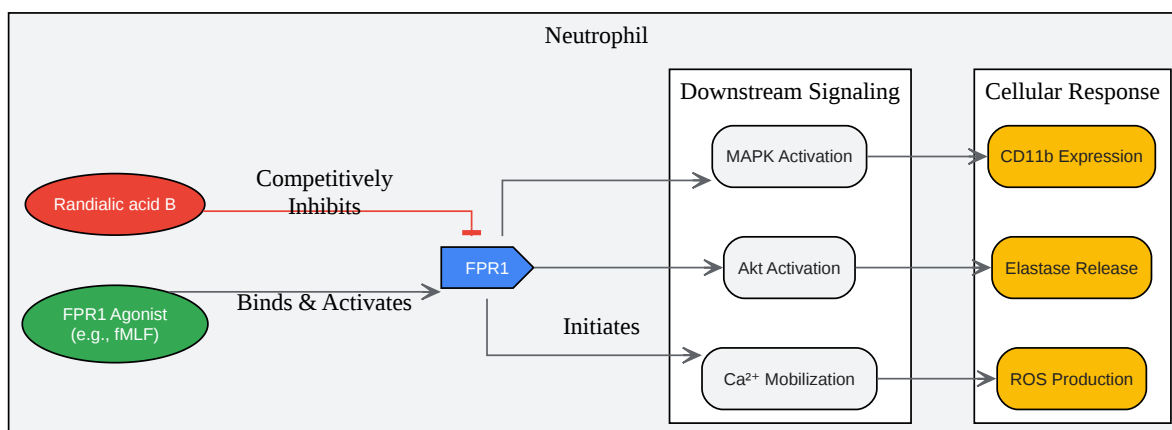 Neutrophil
Downstream Signaling
Cellular Response
MAPK Activation
CD11b Expression
Competitively
Inhibits
Randialic acid B
FPR1
Akt Activation
Elastase Release
Binds & Activates
FPR1 Agonist
(e.g., fMLF)
Initiates
Ca²⁺ Mobilization
ROS Production